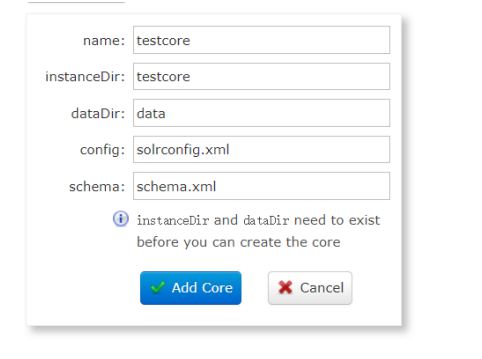 name: testcore
instanceDir: testcore
dataDir: data
config: solrconfig.xml
schema: schema.xml
instanceDir and dataDir need to exist
before you can create the core
Add Core Cancel